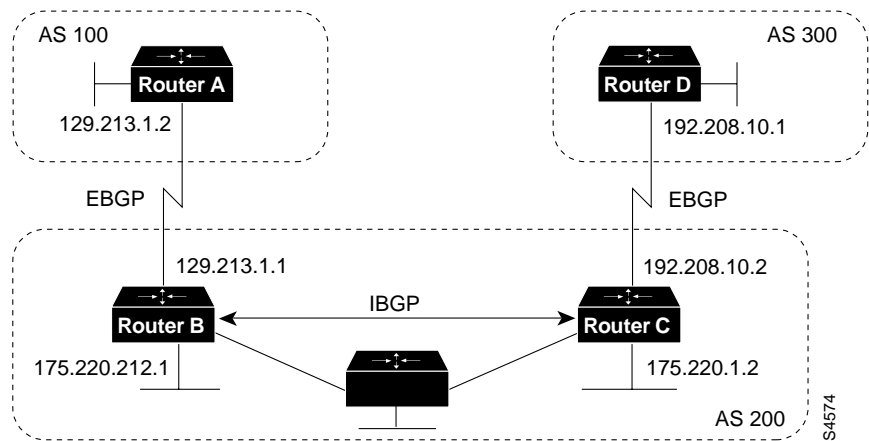 AS 100
AS 300
Router A
Router D
129.213.1.2
192.208.10.1
EBGP
EBGP
129.213.1.1
192.208.10.2
IBGP
Router B
Router C
175.220.212.1
175.220.1.2
AS 200
S4574